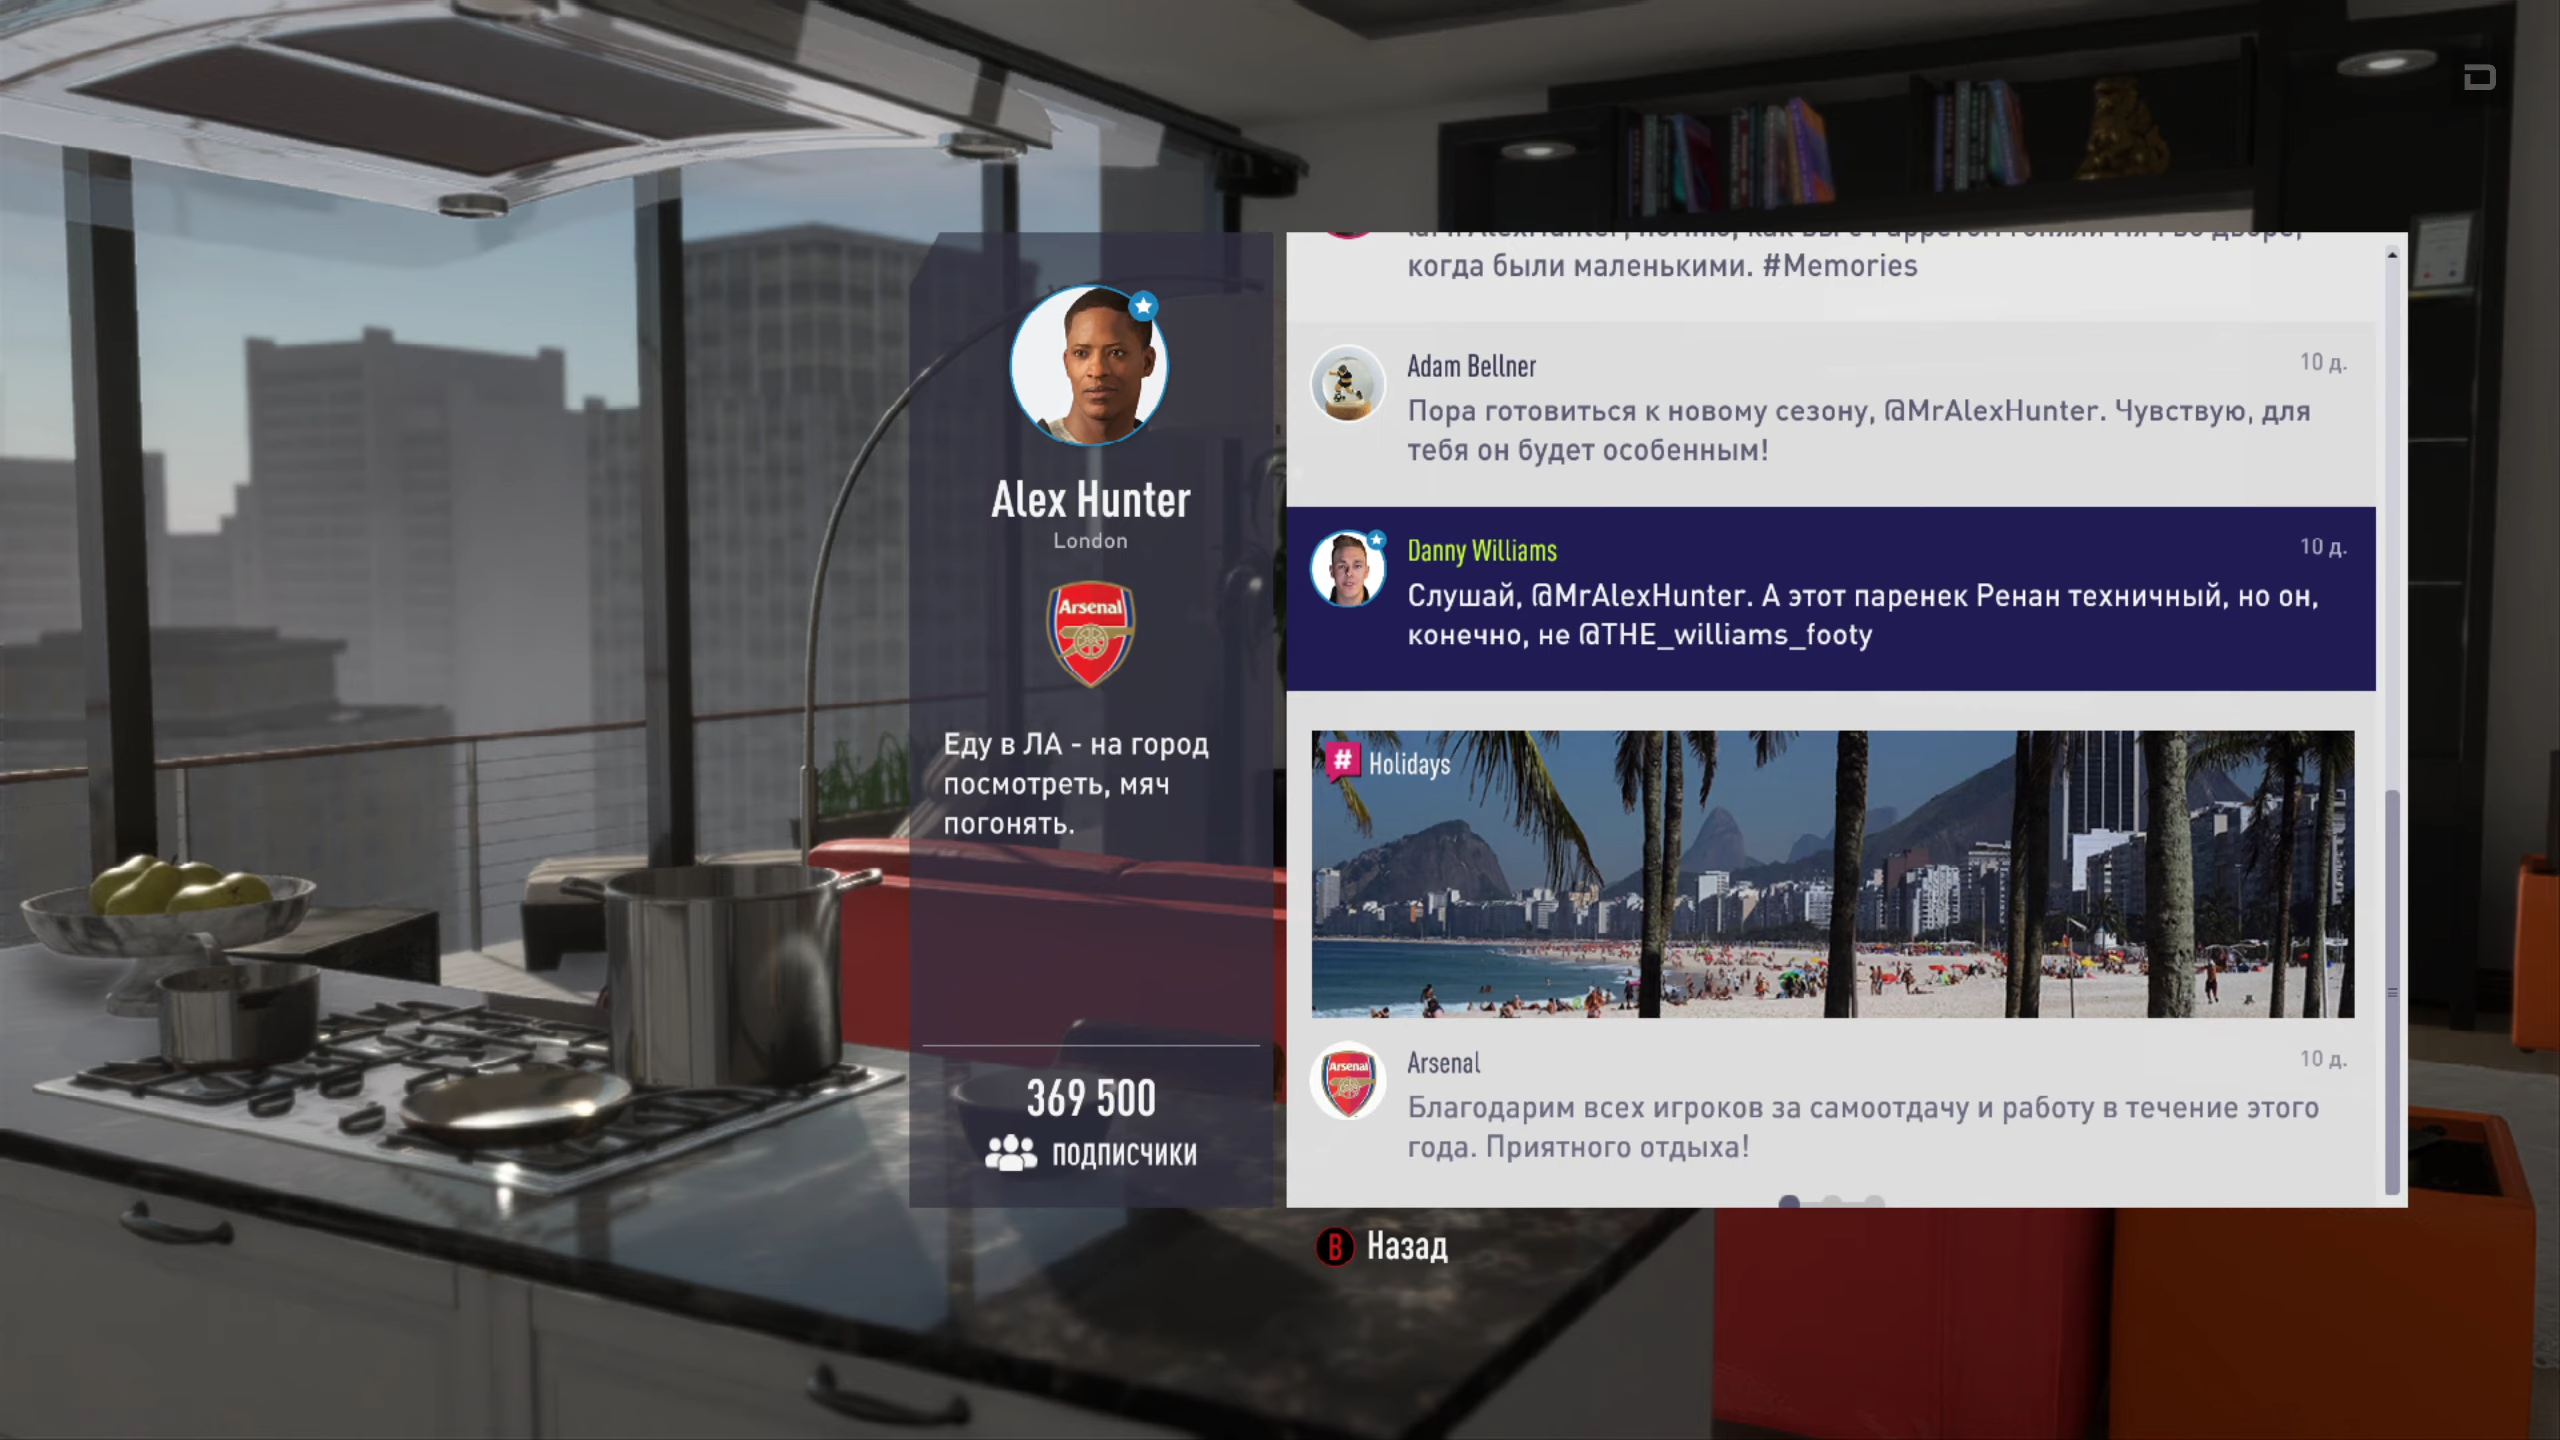 Alex Hunter
London
Arsenal
Еду в ЛА - на город
посмотреть, мяч
погонять.
369 500
подписчики
когда были маленькими. #Memories
Adam Bellner
10 д.
Пора готовиться к новому сезону, @MrAlexHunter. Чувствую, для
тебя он будет особенным!
Danny Williams
10 д.
Слушай, @MrAlexHunter. А этот паренек Ренан техничный, но он,
конечно, не @THE_williams_footy
# Holidays
Arsenal
Arsenal
10 д.
Благодарим всех игроков за самоотдачу и работу в течение этого
года. Приятного отдыха!
B Назад